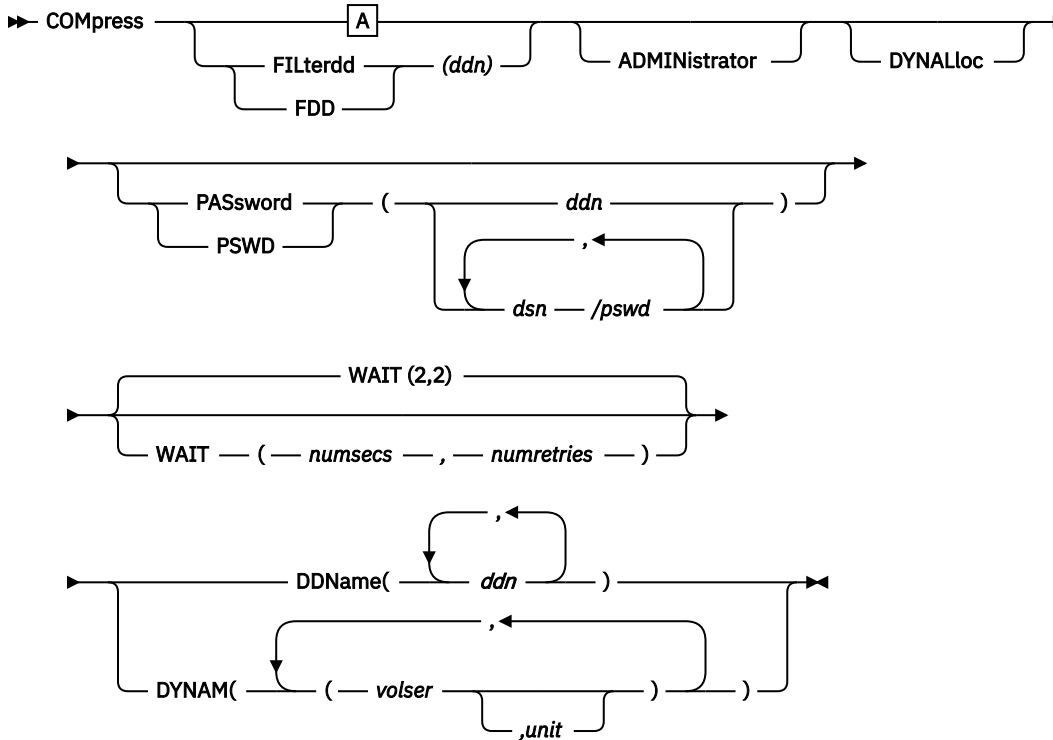 COMpress A
FILterdd (ddn) ADMINistrator DYNALloc
FDD
PASsword ( ddn )
PSWD ,
dsn /pswd
WAIT (2,2)
WAIT ( numsecs , numretries )
,
DDName( ddn )
,
DYNAM( ( volser ) )
,unit